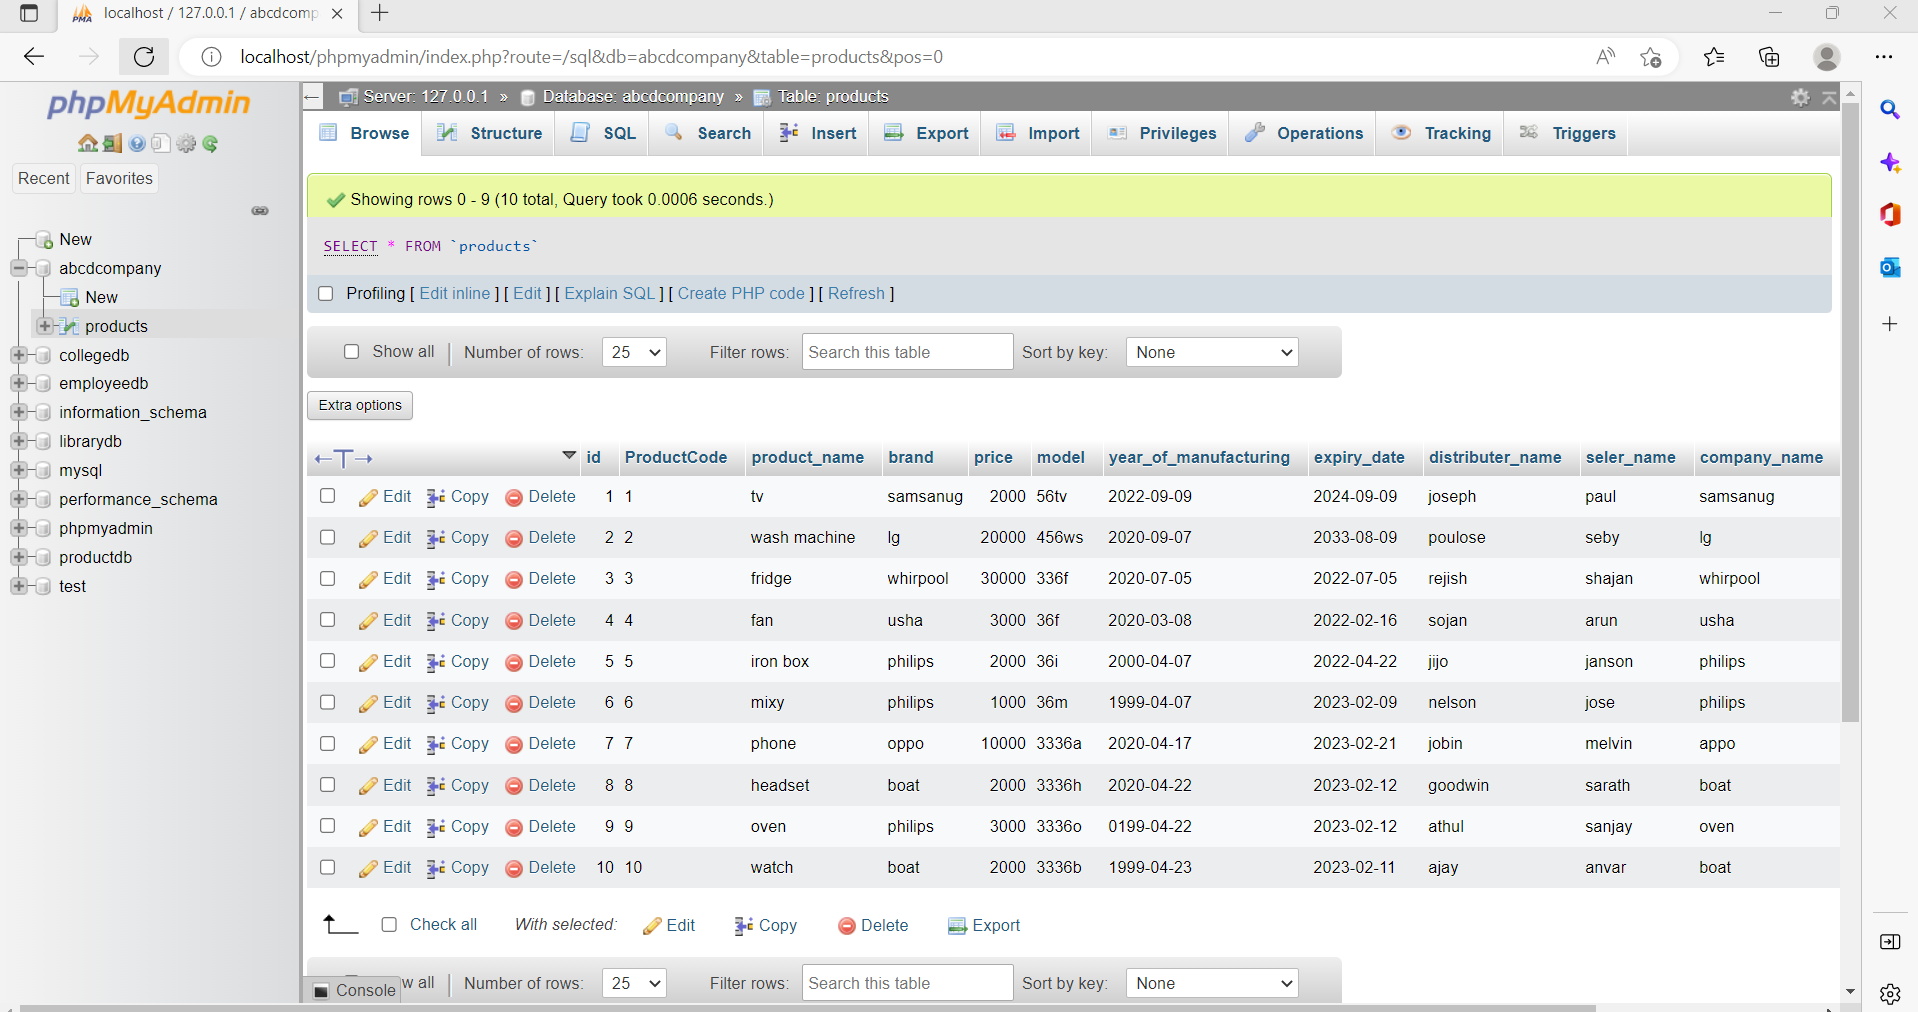 localhost / 127.0.0.1 / abcdcomp
localhost/phpmyadmin/index.php?route=/sql&db=abcdcompany&table=products&pos=0
phpMyAdmin
Recent Favorites
New
abcdcompany
New
products
collegedb
employeedb
information_schema
librarydb
mysql
performance_schema
phpmyadmin
productdb
test
Server: 127.0.0.1 » Database: abcdcompany » Table: products
Browse Structure SQL Search Insert Export Import Privileges Operations Tracking Triggers
Showing rows 0 - 9 (10 total, Query took 0.0006 seconds.)
SELECT * FROM `products`
Profiling [ Edit inline ] [ Edit ] [ Explain SQL ] [ Create PHP code ] [ Refresh ]
Show all Number of rows: 25 Filter rows: Search this table Sort by key: None
Extra options
id ProductCode product_name brand price model year_of_manufacturing expiry_date distributer_name seler_name company_name
Edit Copy Delete 1 1 tv samsanug 2000 56tv 2022-09-09 2024-09-09 joseph paul samsanug
Edit Copy Delete 2 2 wash machine lg 20000 456ws 2020-09-07 2033-08-09 poulose seby lg
Edit Copy Delete 3 3 fridge whirpool 30000 336f 2020-07-05 2022-07-05 rejish shajan whirpool
Edit Copy Delete 4 4 fan usha 3000 36f 2020-03-08 2022-02-16 sojan arun usha
Edit Copy Delete 5 5 iron box philips 2000 36i 2000-04-07 2022-04-22 jijo janson philips
Edit Copy Delete 6 6 mixy philips 1000 36m 1999-04-07 2023-02-09 nelson jose philips
Edit Copy Delete 7 7 phone oppo 10000 3336a 2020-04-17 2023-02-21 jobin melvin appo
Edit Copy Delete 8 8 headset boat 2000 3336h 2020-04-22 2023-02-12 goodwin sarath boat
Edit Copy Delete 9 9 oven philips 3000 3336o 0199-04-22 2023-02-12 athul sanjay oven
Edit Copy Delete 10 10 watch boat 2000 3336b 1999-04-23 2023-02-11 ajay anvar boat
Check all With selected: Edit Copy Delete Export
Console w all Number of rows: 25 Filter rows: Search this table Sort by key: None